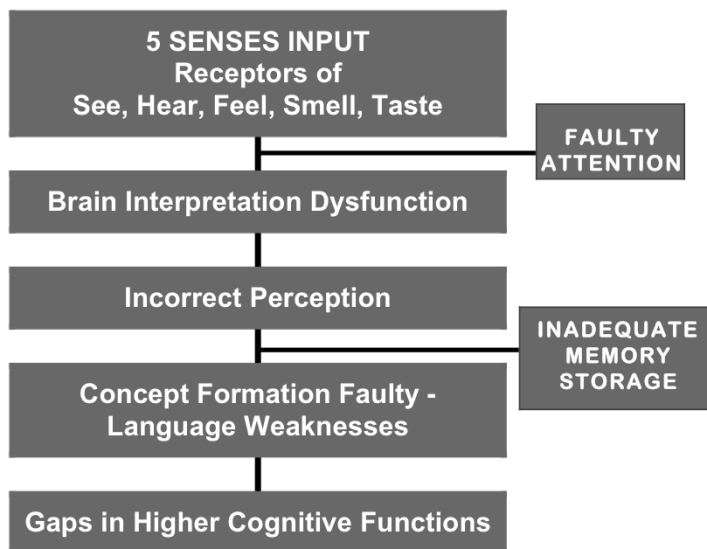 5 SENSES INPUT
Receptors of
See, Hear, Feel, Smell, Taste
FAULTY
ATTENTION
Brain Interpretation Dysfunction
Incorrect Perception
INADEQUATE
MEMORY
STORAGE
Concept Formation Faulty -
Language Weaknesses
Gaps in Higher Cognitive Functions